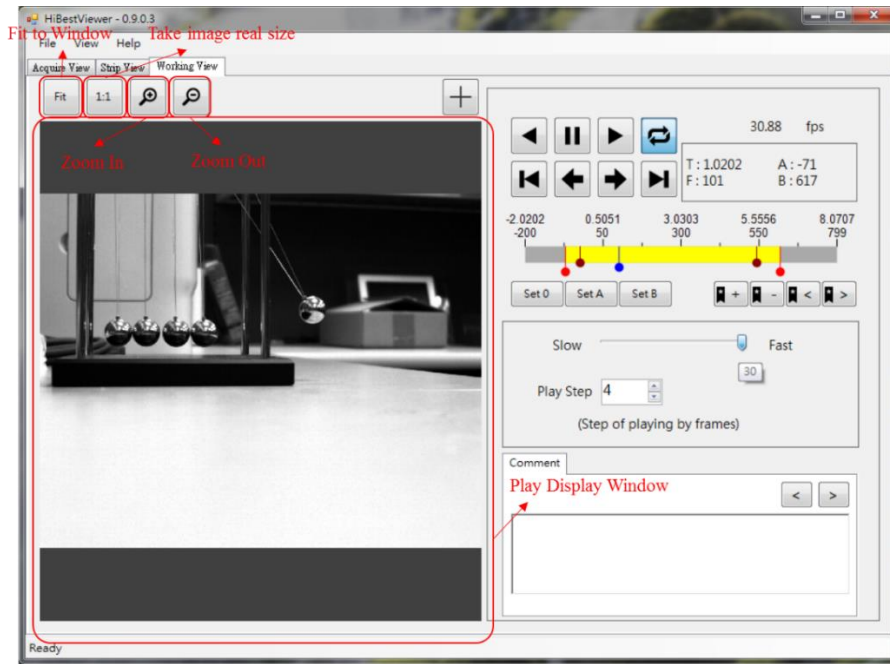 HiBestViewer - 0.9.0.3
Fit to Window Take image real size
File View Help
Acquire View Strip View Working View
Fit 1:1
Zoom In Zoom Out
30.88 fps
T : 1.0202 A : -71
F : 101 B : 617
-2.0202 0.5051 3.0303 5.5556 8.0707
-200 50 300 550 799
Set 0 Set A Set B + - < >
Slow Fast
30
Play Step 4
(Step of playing by frames)
Comment
Play Display Window
< >
Ready